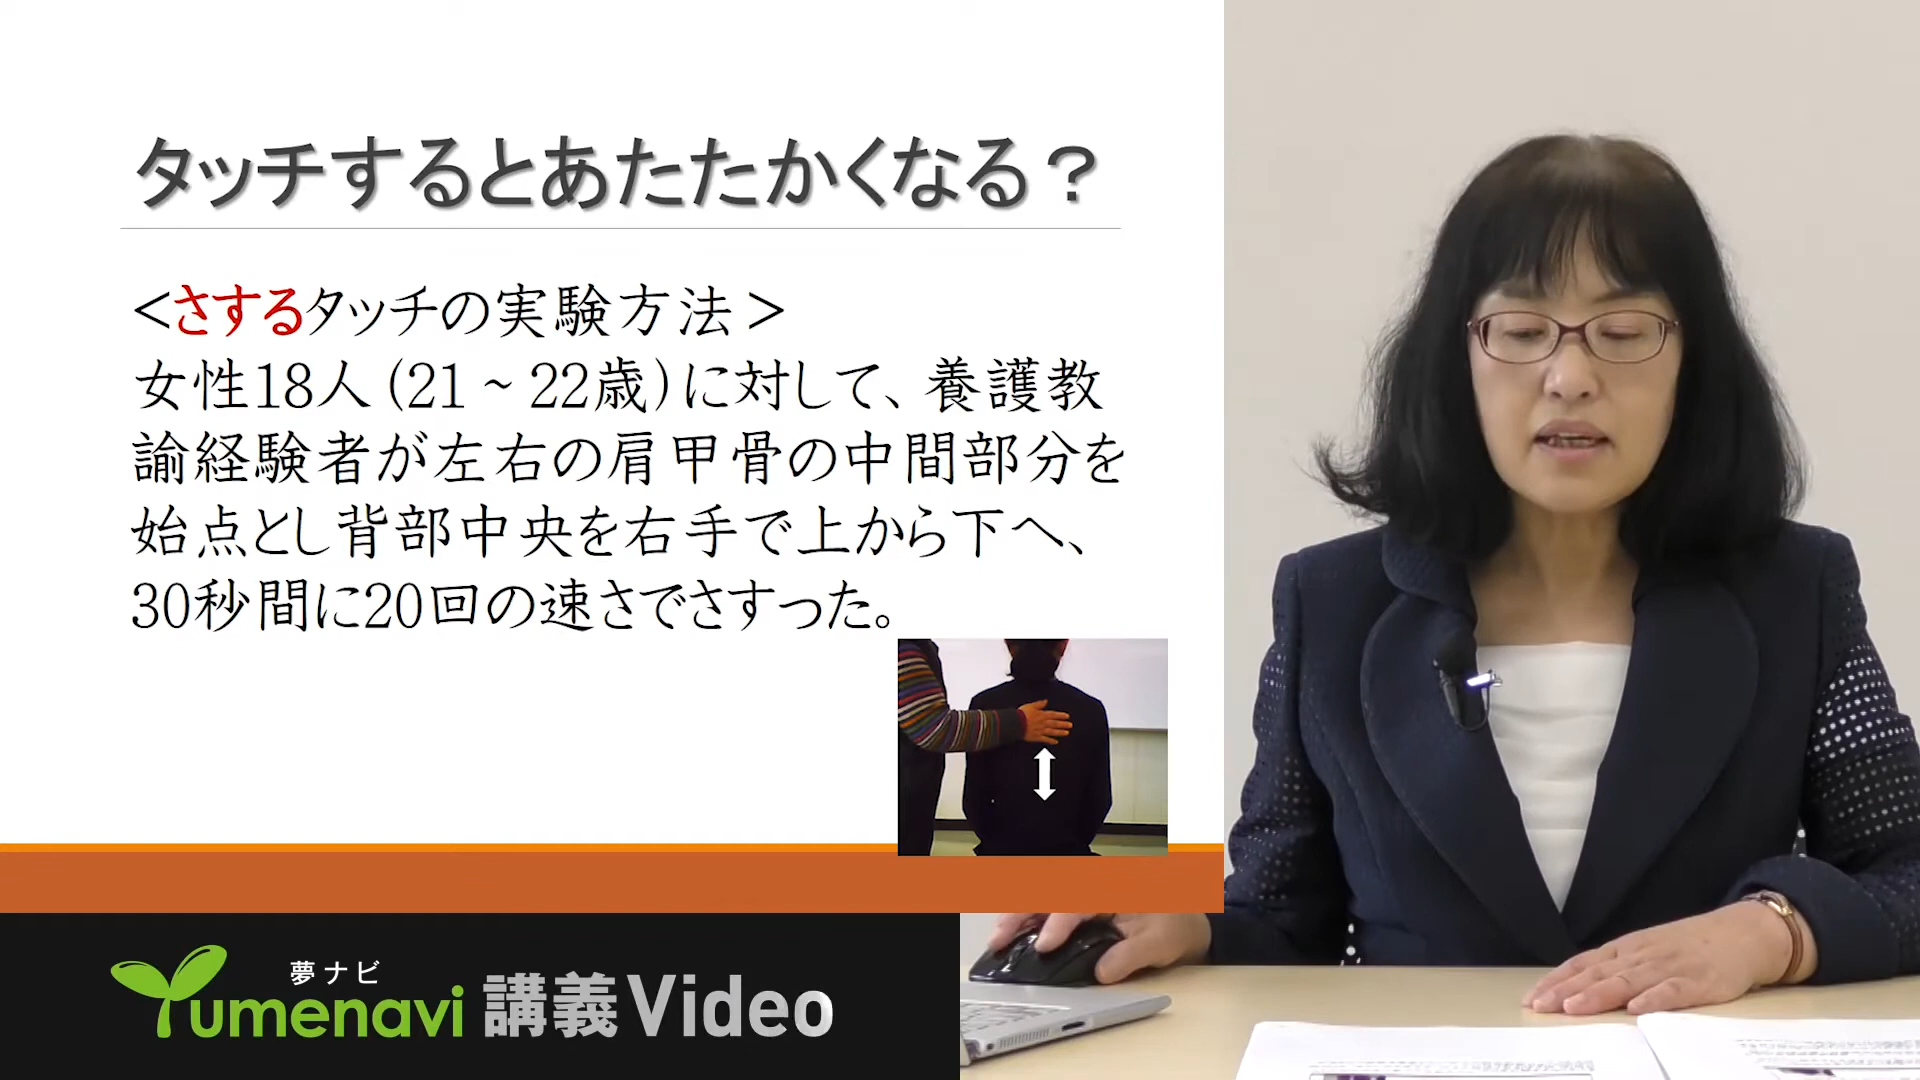 タッチするとあたたかくなる？
<さするタッチの実験方法>
女性18人(21~22歳)に対して、養護教
諭経験者が左右の肩甲骨の中間部分を
始点とし背部中央を右手で上から下へ、
30秒間に20回の速さでさすった。
夢ナビ
Yumenavi 講義Video